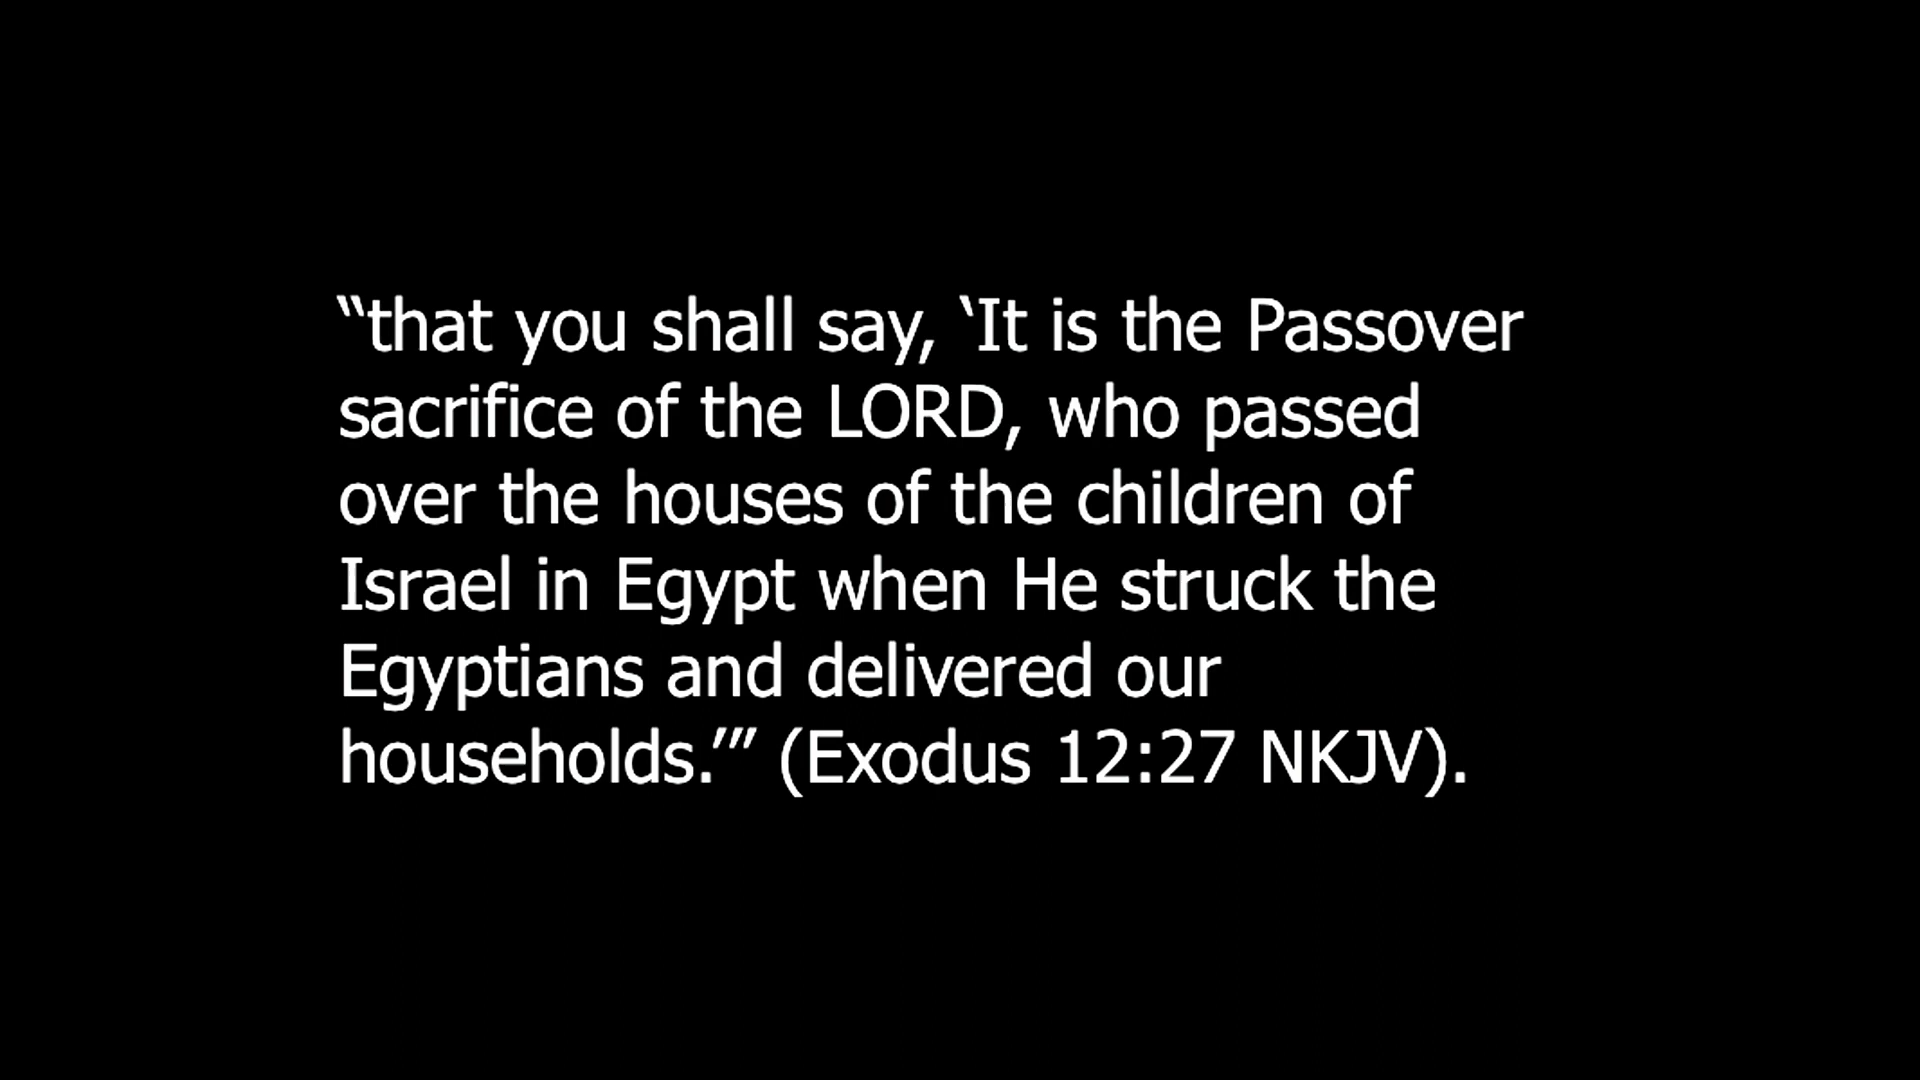 “that you shall say, ‘It is the Passover
sacrifice of the LORD, who passed
over the houses of the children of
Israel in Egypt when He struck the
Egyptians and delivered our
households.’” (Exodus 12:27 NKJV).